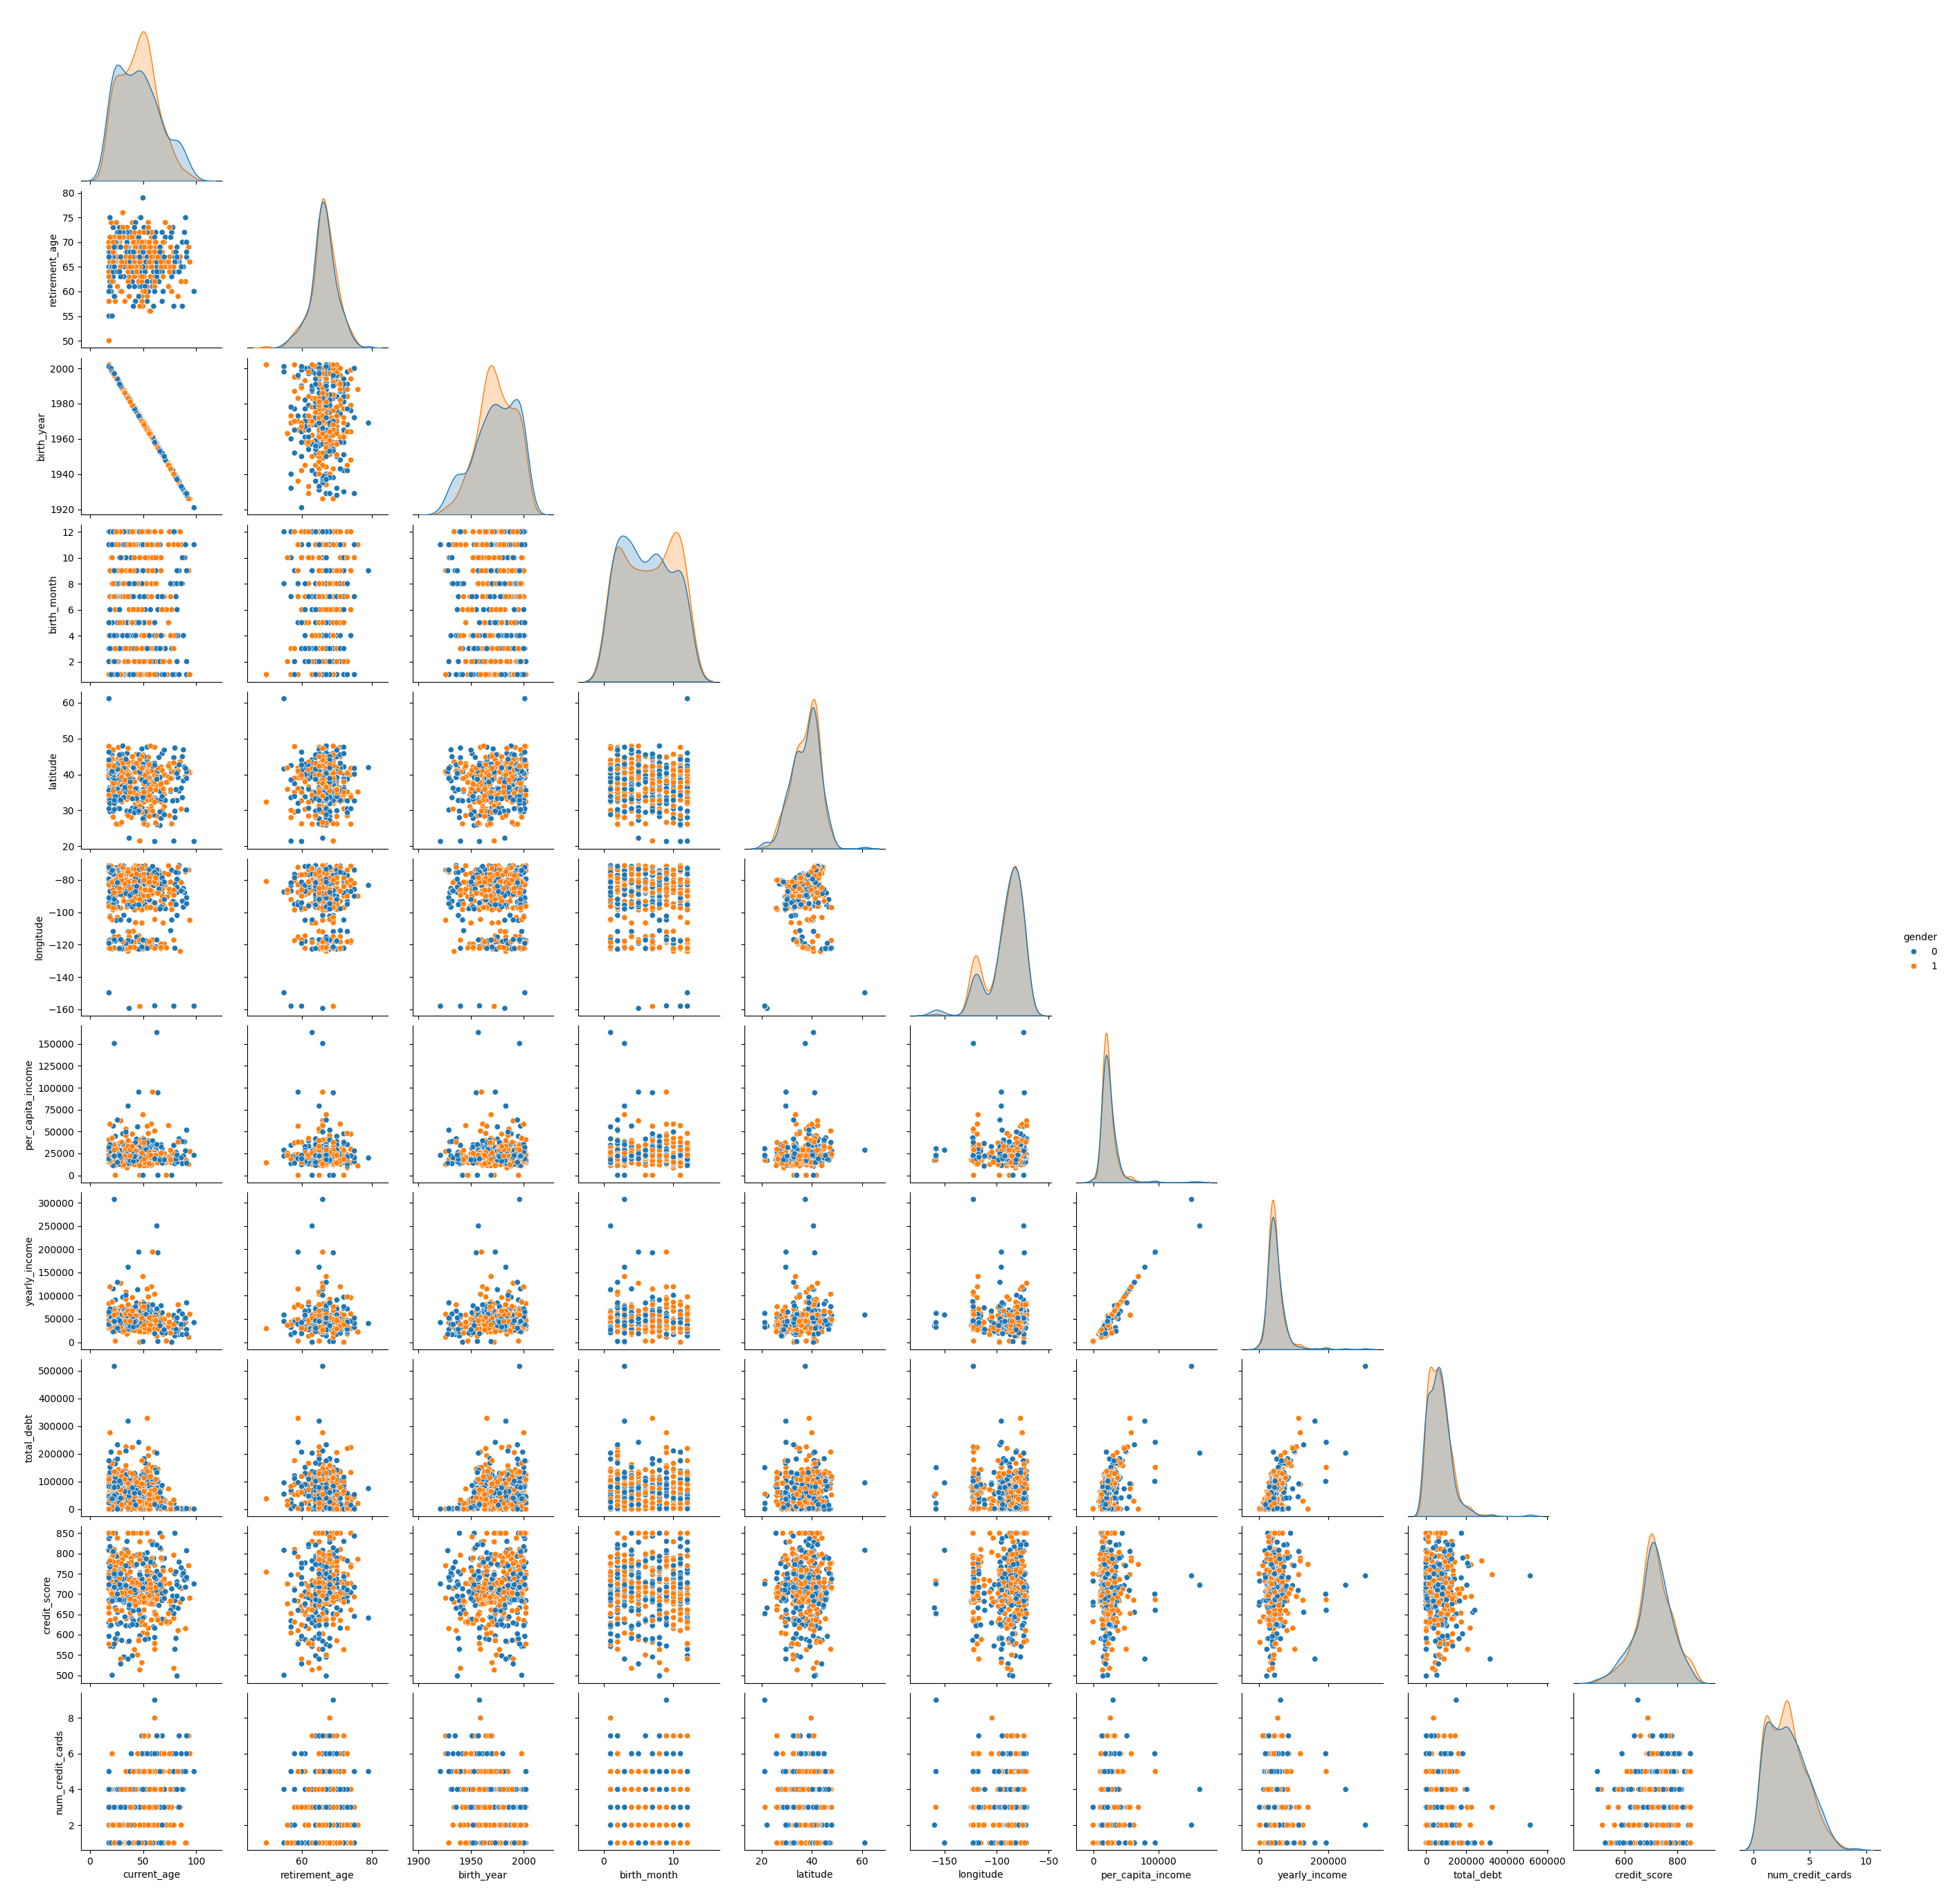 80
75
70
65
60
55
50
retirement_age
2000
1980
1960
1940
1920
birth_year
12
10
8
6
4
2
birth_month
60
50
40
30
20
latitude
−80
−100
−120
−140
−160
longitude
gender
0
1
150000
125000
100000
75000
50000
25000
0
per_capita_income
300000
250000
200000
150000
100000
50000
0
yearly_income
500000
400000
300000
200000
100000
0
total_debt
850
800
750
700
650
600
550
500
credit_score
8
6
4
2
num_credit_cards
0 50 100
current_age
60 80
retirement_age
1900 1950 2000
birth_year
0 10
birth_month
20 40 60
latitude
−150 −100 −50
longitude
0 100000
per_capita_income
0 200000
yearly_income
0 200000 400000 600000
total_debt
600 800
credit_score
0 5 10
num_credit_cards